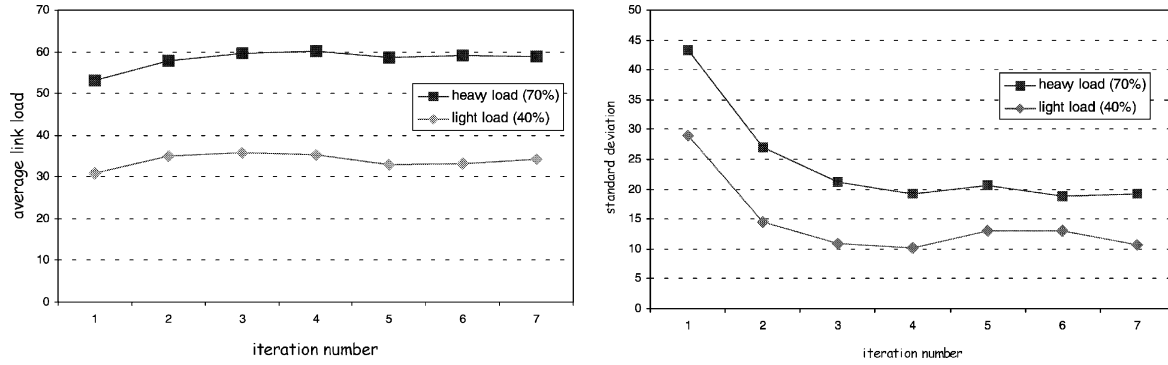 70
60
50
40
30
20
10
0
average link load
heavy load (70%)
light load (40%)
1 2 3 4 5 6 7
iteration number
50
45
40
35
30
25
20
15
10
5
0
standard deviation
heavy load (70%)
light load (40%)
1 2 3 4 5 6 7
iteration number